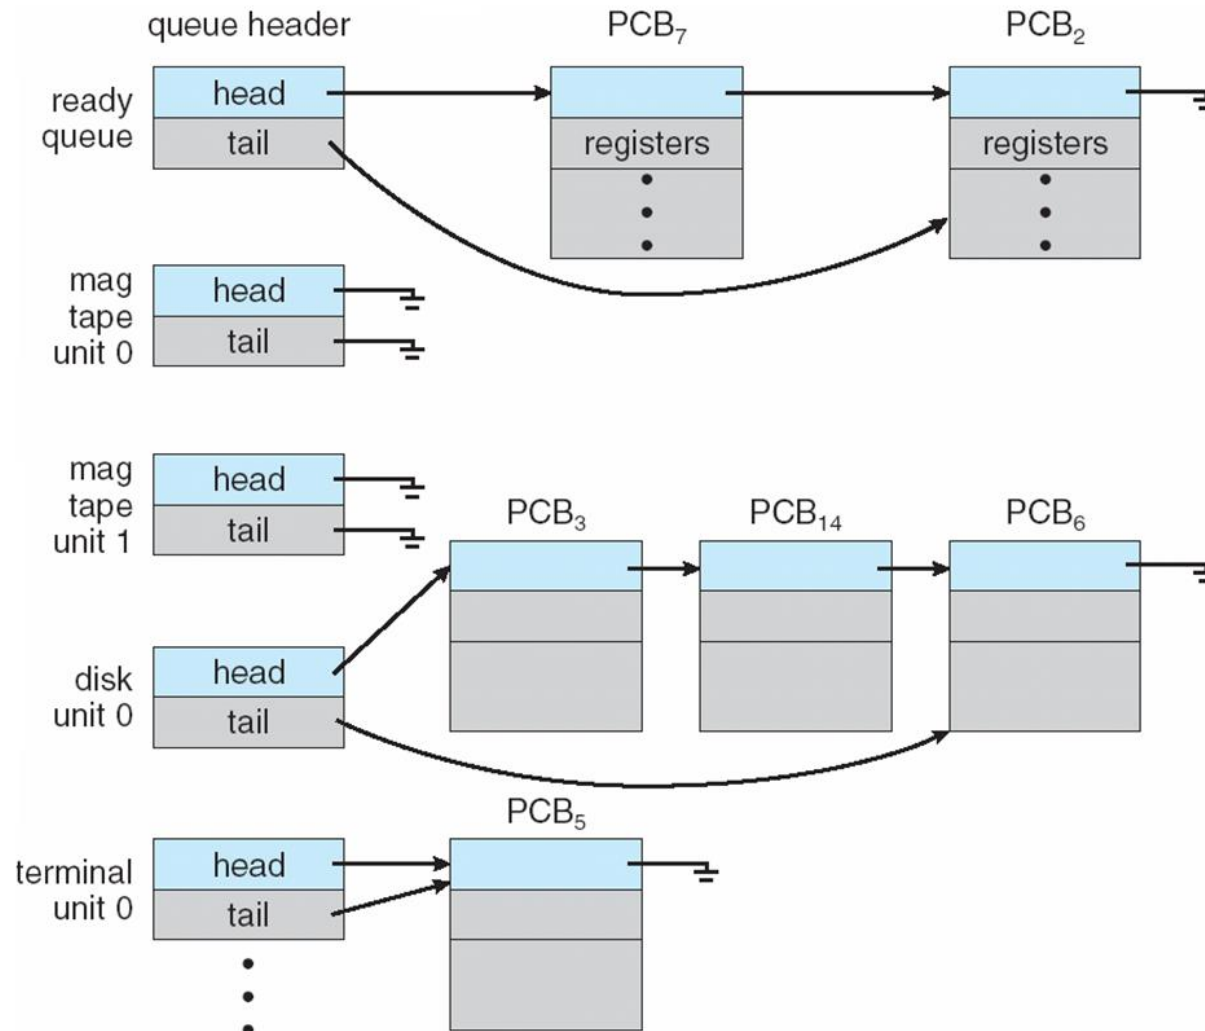 queue header
PCB₇
PCB₂
ready
queue
head
tail
registers
registers
mag
tape
unit 0
head
tail
mag
tape
unit 1
head
tail
PCB₃
PCB₁₄
PCB₆
disk
unit 0
head
tail
PCB₅
terminal
unit 0
head
tail